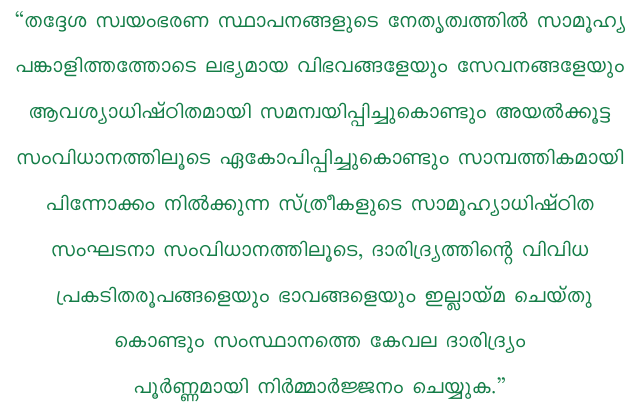 “തദ്ദേശ സ്വയംഭരണ സ്ഥാപനങ്ങളുടെ നേതൃത്വത്തിൽ സാമൂഹ്യ
പങ്കാളിത്തത്തോടെ ലഭ്യമായ വിഭവങ്ങളേയും സേവനങ്ങളേയും
ആവശ്യാധിഷ്ഠിതമായി സമന്വയിപ്പിച്ചുകൊണ്ടും അയൽക്കൂട്ട
സംവിധാനത്തിലൂടെ ഏകോപിപ്പിച്ചുകൊണ്ടും സാമ്പത്തികമായി
പിന്നോക്കം നിൽക്കുന്ന സ്ത്രീകളുടെ സാമൂഹ്യാധിഷ്ഠിത
സംഘടനാ സംവിധാനത്തിലൂടെ, ദാരിദ്ര്യത്തിന്റെ വിവിധ
പ്രകടിതരൂപങ്ങളെയും ഭാവങ്ങളെയും ഇല്ലായ്മ ചെയ്തു
കൊണ്ടും സംസ്ഥാനത്തെ കേവല ദാരിദ്ര്യം
പൂർണ്ണമായി നിർമ്മാർജ്ജനം ചെയ്യുക.”